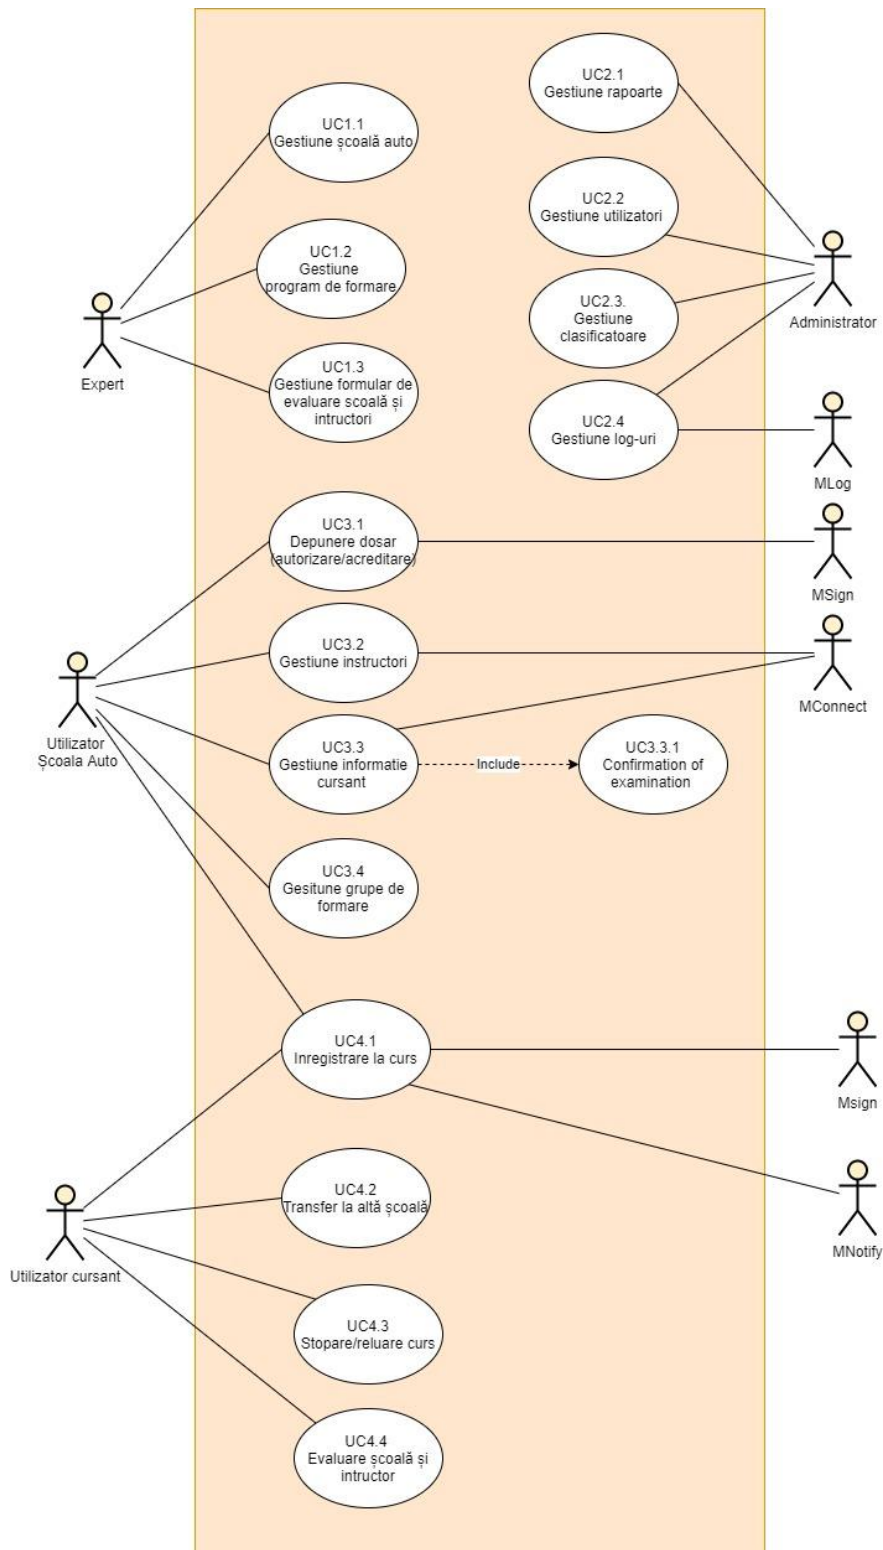 UC2.1
Gestiune rapoarte
UC1.1
Gestiune școală auto
UC2.2
Gestiune utilizatori
UC1.2
Gestiune
program de formare
UC2.3.
Gestiune
clasificatoare
Administrator
Expert
UC1.3
Gestiune formular de
evaluare scoală și
intructori
UC2.4
Gestiune log-uri
MLog
UC3.1
Depunere dosar
(autorizare/acreditare)
MSign
UC3.2
Gestiune instructori
MConnect
Utilizator
Școala Auto
UC3.3
Gestiune informatie
cursant
Include
UC3.3.1
Confirmation of
examination
UC3.4
Gesitune grupe de
formare
UC4.1
Inregistrare la curs
Msign
UC4.2
Transfer la altă școală
MNotify
Utilizator cursant
UC4.3
Stopare/reluare curs
UC4.4
Evaluare școală și
intructor